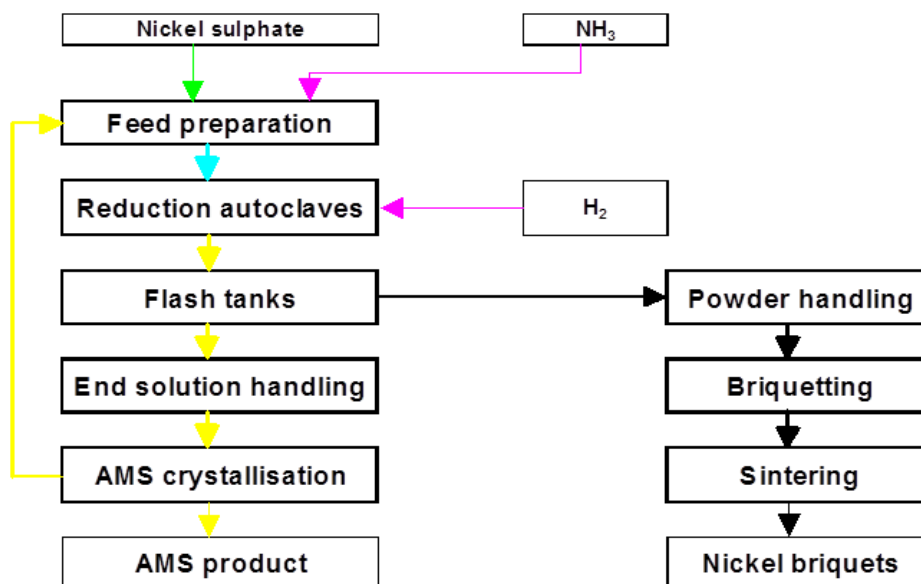 Nickel sulphate
NH₃
Feed preparation
Reduction autoclaves
H₂
Flash tanks
Powder handling
End solution handling
Briquetting
AMS crystallisation
Sintering
AMS product
Nickel briquets